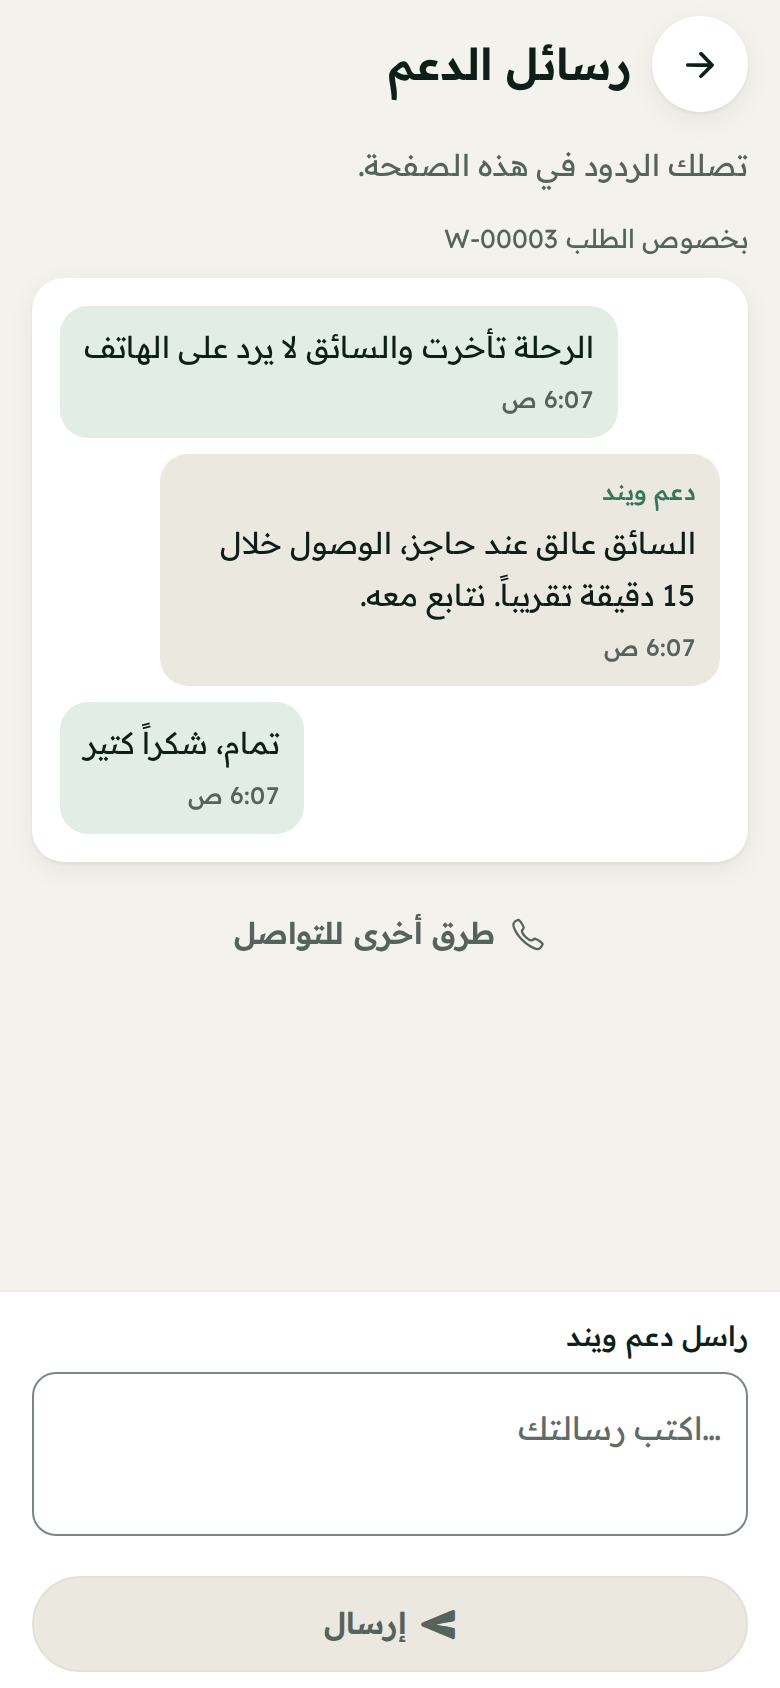 رسائل الدعم
تصلك الردود في هذه الصفحة.
بخصوص الطلب W-00003
الرحلة تأخرت والسائق لا يرد على الهاتف
6:07 ص
دعم ويند
السائق عالق عند حاجز، الوصول خلال
15 دقيقة تقريباً. نتابع معه.
6:07 ص
تمام، شكراً كتير
6:07 ص
طرق أخرى للتواصل
راسل دعم ويند
...اكتب رسالتك
إرسال